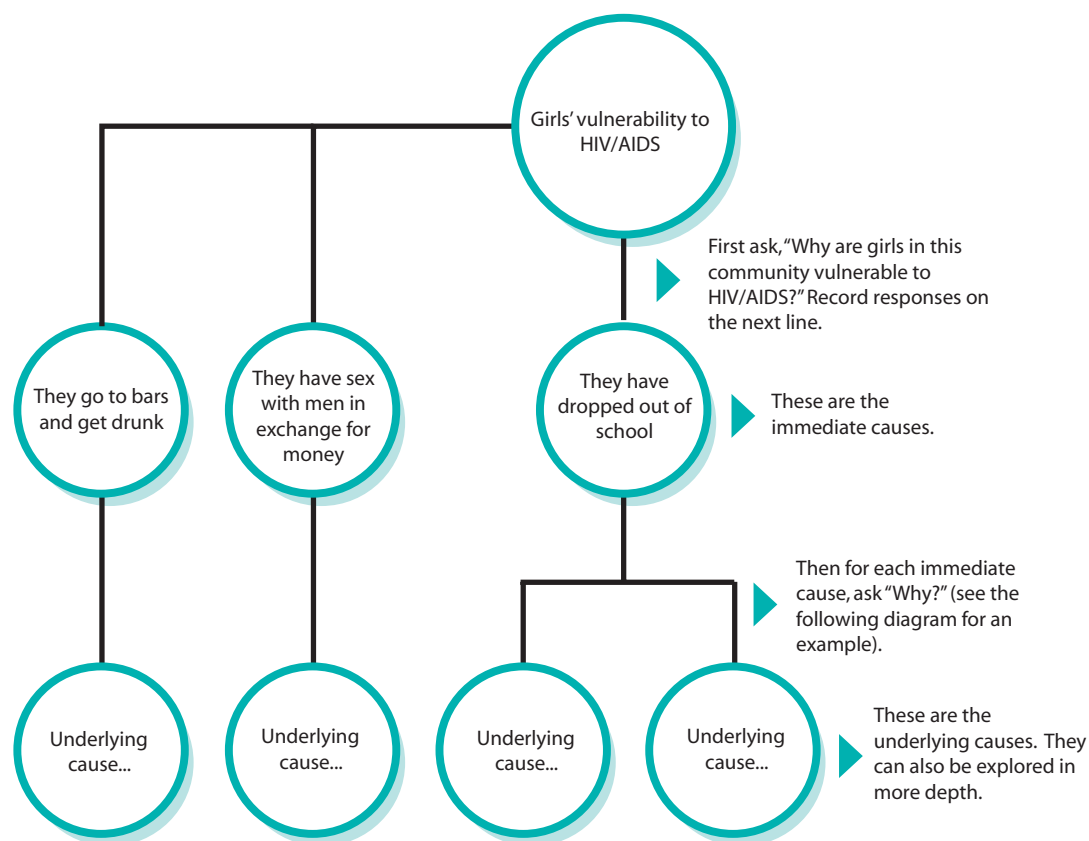 Girls' vulnerability to
HIV/AIDS
First ask, "Why are girls in this
community vulnerable to
HIV/AIDS?" Record responses on
the next line.
They go to bars
and get drunk
They have sex
with men in
exchange for
money
They have
dropped out of
school
These are the
immediate causes.
Then for each immediate
cause, ask "Why?" (see the
following diagram for an
example).
Underlying
cause...
Underlying
cause...
Underlying
cause...
Underlying
cause...
These are the
underlying causes. They
can also be explored in
more depth.